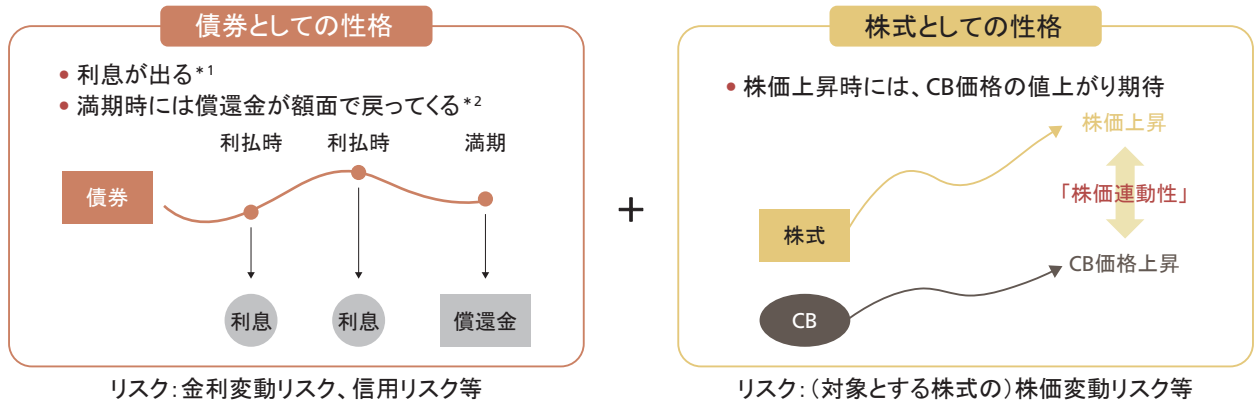 債券としての性格
• 利息が出る*1
• 満期時には償還金が額面で戻ってくる*2
利払時 利払時 満期
債券
利息 利息 償還金
リスク：金利変動リスク、信用リスク等
+
株式としての性格
• 株価上昇時には、CB価格の値上がり期待
株価上昇
「株価連動性」
株式
CB価格上昇
CB
リスク：（対象とする株式の）株価変動リスク等